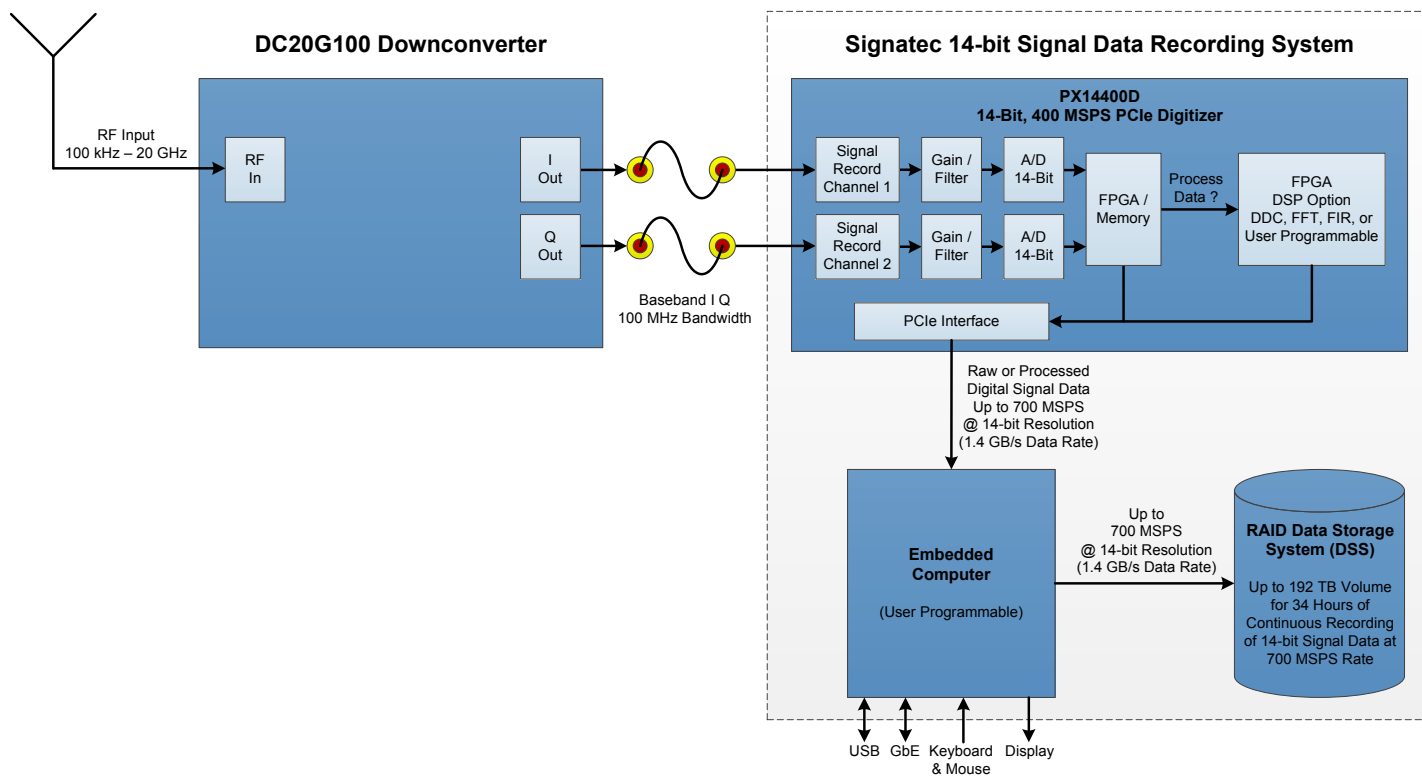 DC20G100 Downconverter
RF Input
100 kHz – 20 GHz
RF
In
I
Out
Q
Out
Baseband I Q
100 MHz Bandwidth
Signatec 14-bit Signal Data Recording System
PX14400D
14-Bit, 400 MSPS PCIe Digitizer
Signal
Record
Channel 1
Gain /
Filter
A/D
14-Bit
Signal
Record
Channel 2
Gain /
Filter
A/D
14-Bit
FPGA /
Memory
Process
Data ?
FPGA
DSP Option
DDC, FFT, FIR, or
User Programmable
PCIe Interface
Raw or Processed
Digital Signal Data
Up to 700 MSPS
@ 14-bit Resolution
(1.4 GB/s Data Rate)
Embedded
Computer
(User Programmable)
Up to
700 MSPS
@ 14-bit Resolution
(1.4 GB/s Data Rate)
RAID Data Storage
System (DSS)
Up to 192 TB Volume
for 34 Hours of
Continuous Recording
of 14-bit Signal Data at
700 MSPS Rate
USB
GbE
Keyboard
& Mouse
Display